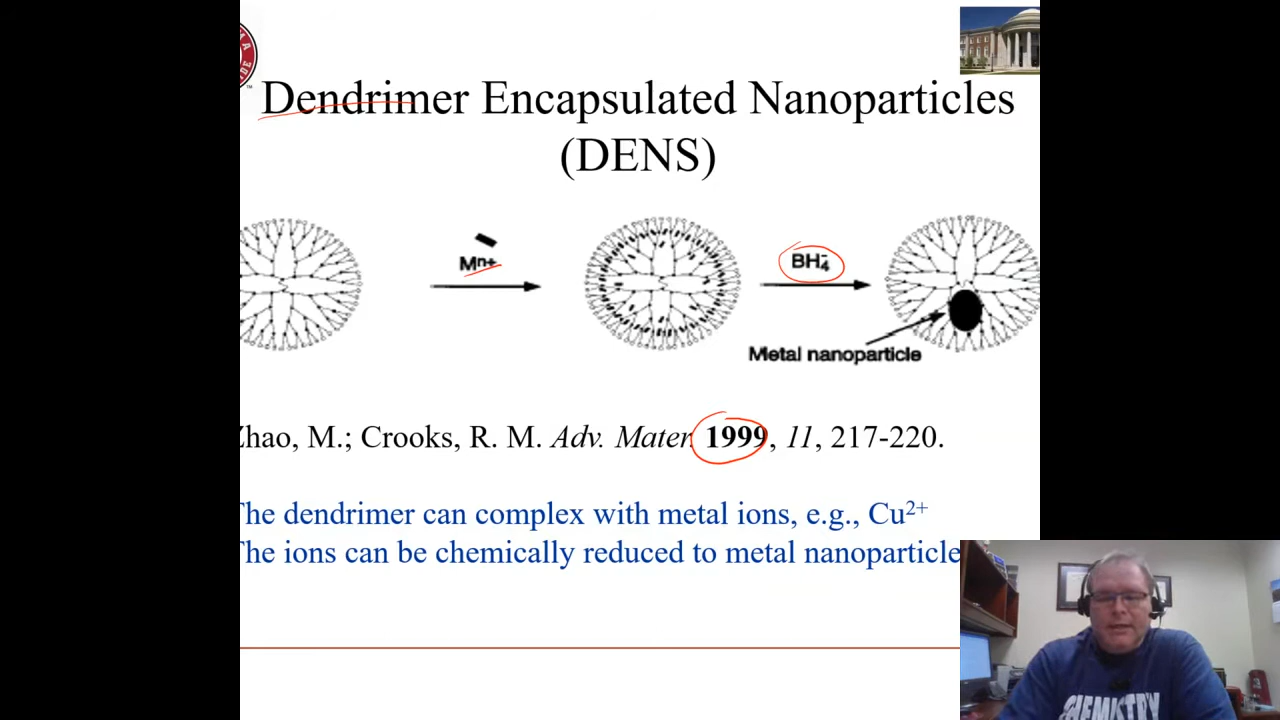 Dendrimer Encapsulated Nanoparticles
(DENS)
Mⁿ⁺
BH₄⁻
Metal nanoparticle
Zhao, M.; Crooks, R. M. Adv. Mater. 1999, 11, 217-220.
The dendrimer can complex with metal ions, e.g., Cu²⁺
The ions can be chemically reduced to metal nanoparticle
CHEMISTRY